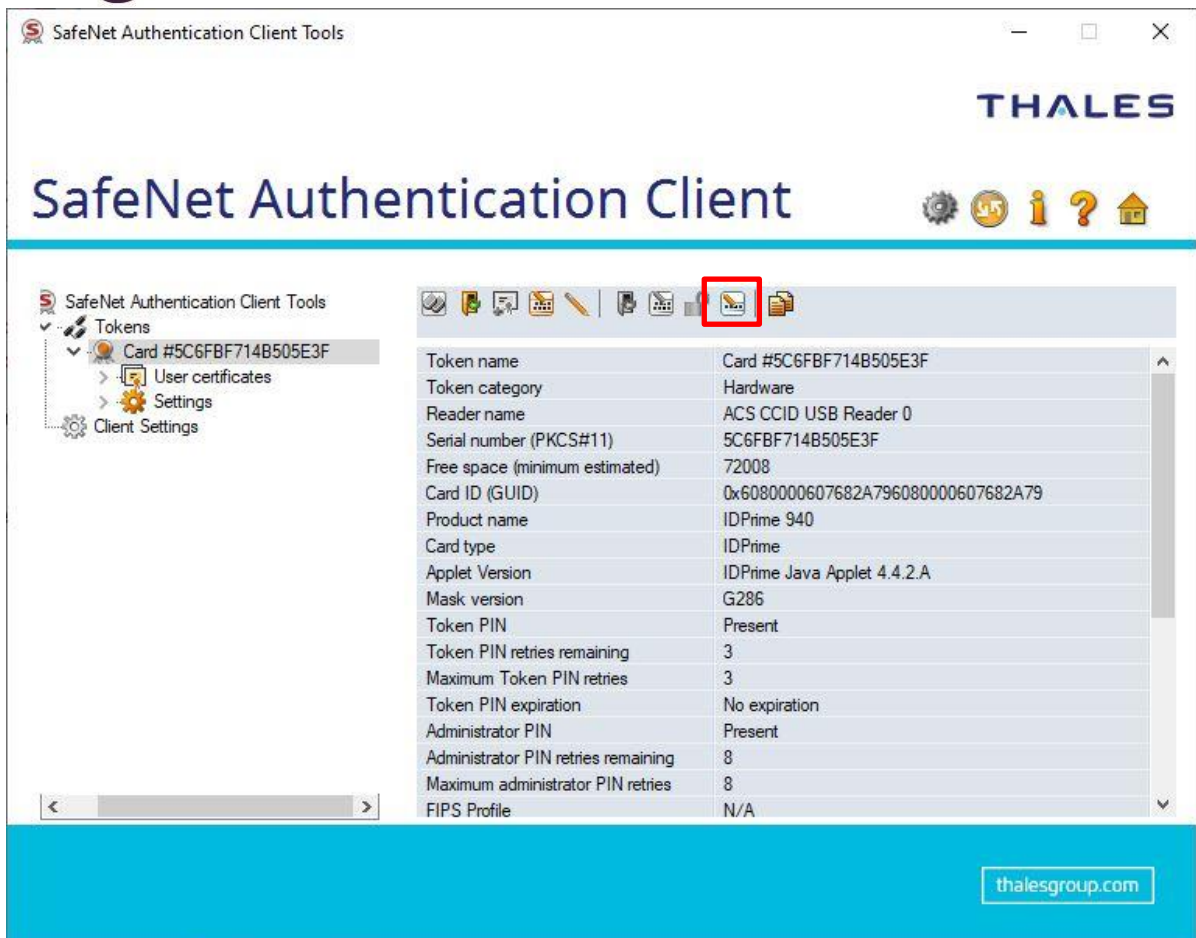 SafeNet Authentication Client Tools
THALES
SafeNet Authentication Client
SafeNet Authentication Client Tools
Tokens
Card #5C6FBF714B505E3F
User certificates
Settings
Client Settings
Token name Card #5C6FBF714B505E3F
Token category Hardware
Reader name ACS CCID USB Reader 0
Serial number (PKCS#11) 5C6FBF714B505E3F
Free space (minimum estimated) 72008
Card ID (GUID) 0x6080000607682A796080000607682A79
Product name IDPrime 940
Card type IDPrime
Applet Version IDPrime Java Applet 4.4.2.A
Mask version G286
Token PIN Present
Token PIN retries remaining 3
Maximum Token PIN retries 3
Token PIN expiration No expiration
Administrator PIN Present
Administrator PIN retries remaining 8
Maximum administrator PIN retries 8
FIPS Profile N/A
thalesgroup.com